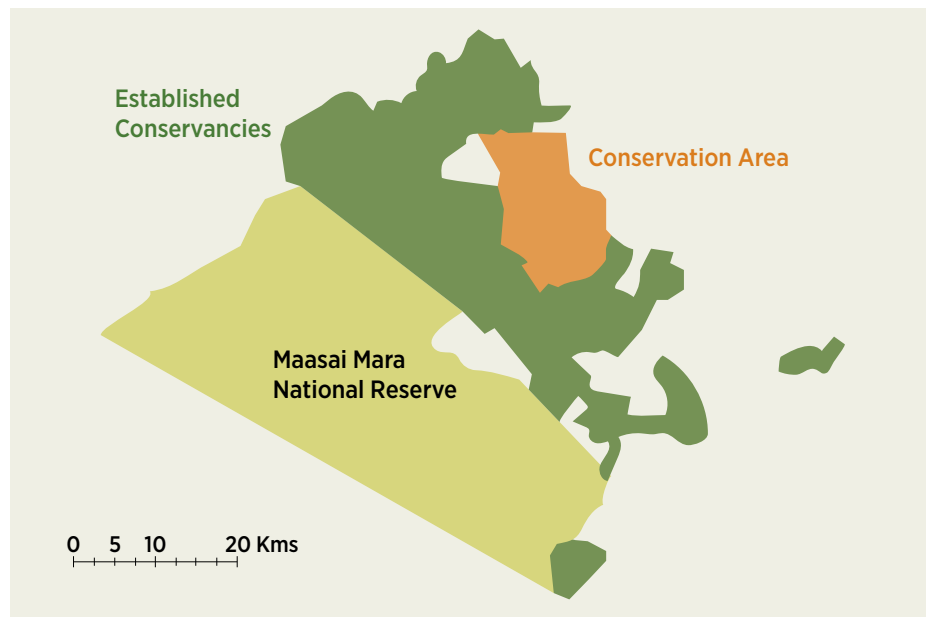 Established
Conservancies
Conservation Area
Maasai Mara
National Reserve
0 5 10 20 Kms